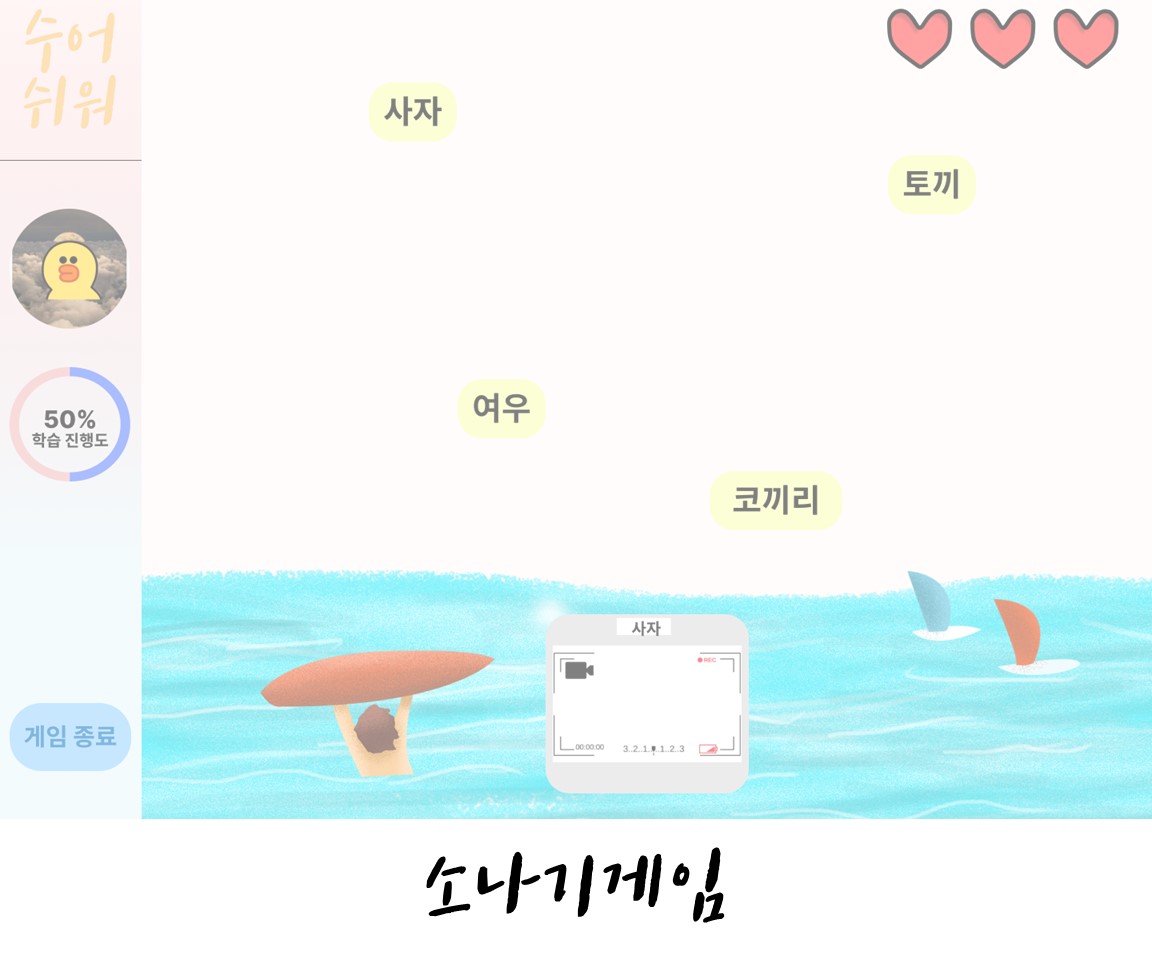 수어
쉬워
사자
토끼
50%
학습 진행도
여우
코끼리
사자
REC
00:00:00
3.2.1.0.1.2.3
게임 종료
소나기게임